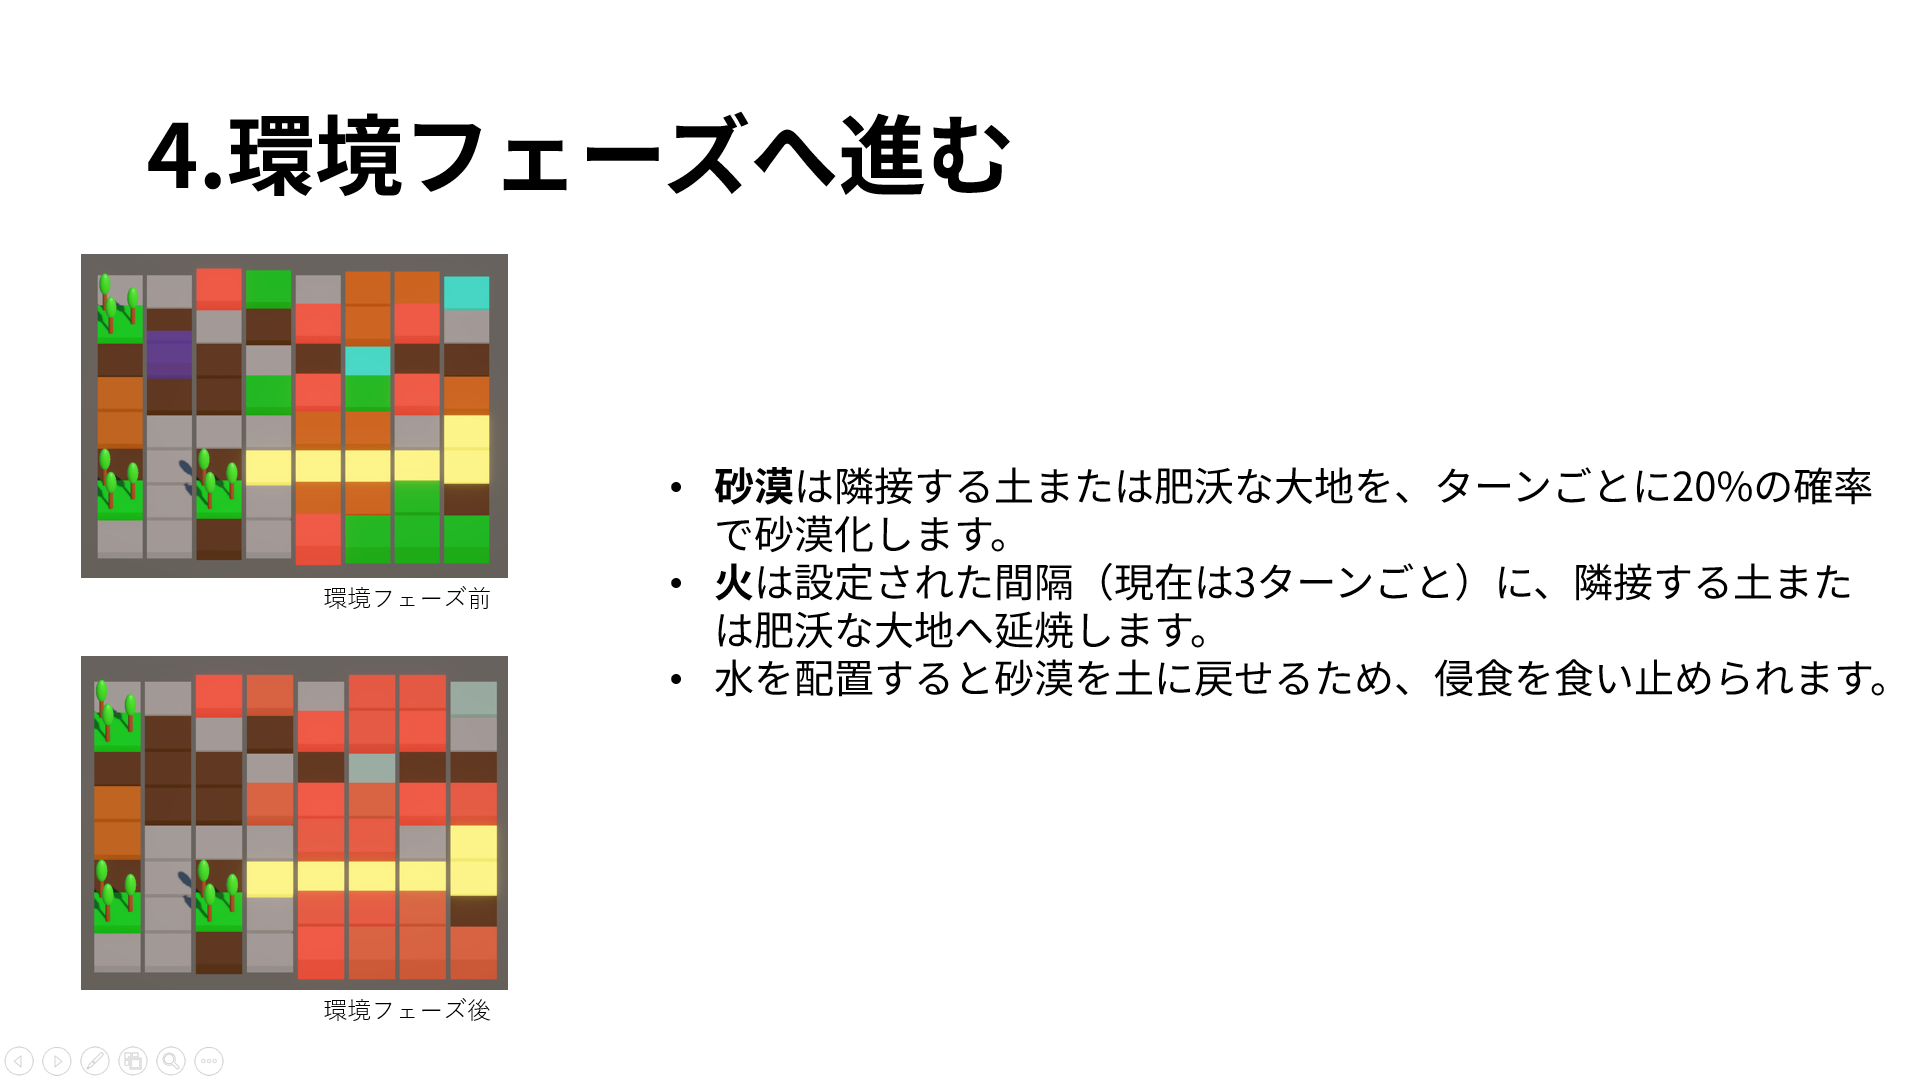 4.環境フェーズへ進む
環境フェーズ前
• 砂漠は隣接する土または肥沃な大地を、ターンごとに20%の確率
で砂漠化します。
• 火は設定された間隔（現在は3ターンごと）に、隣接する土また
は肥沃な大地へ延焼します。
• 水を配置すると砂漠を土に戻せるため、侵食を食い止められます。
環境フェーズ後